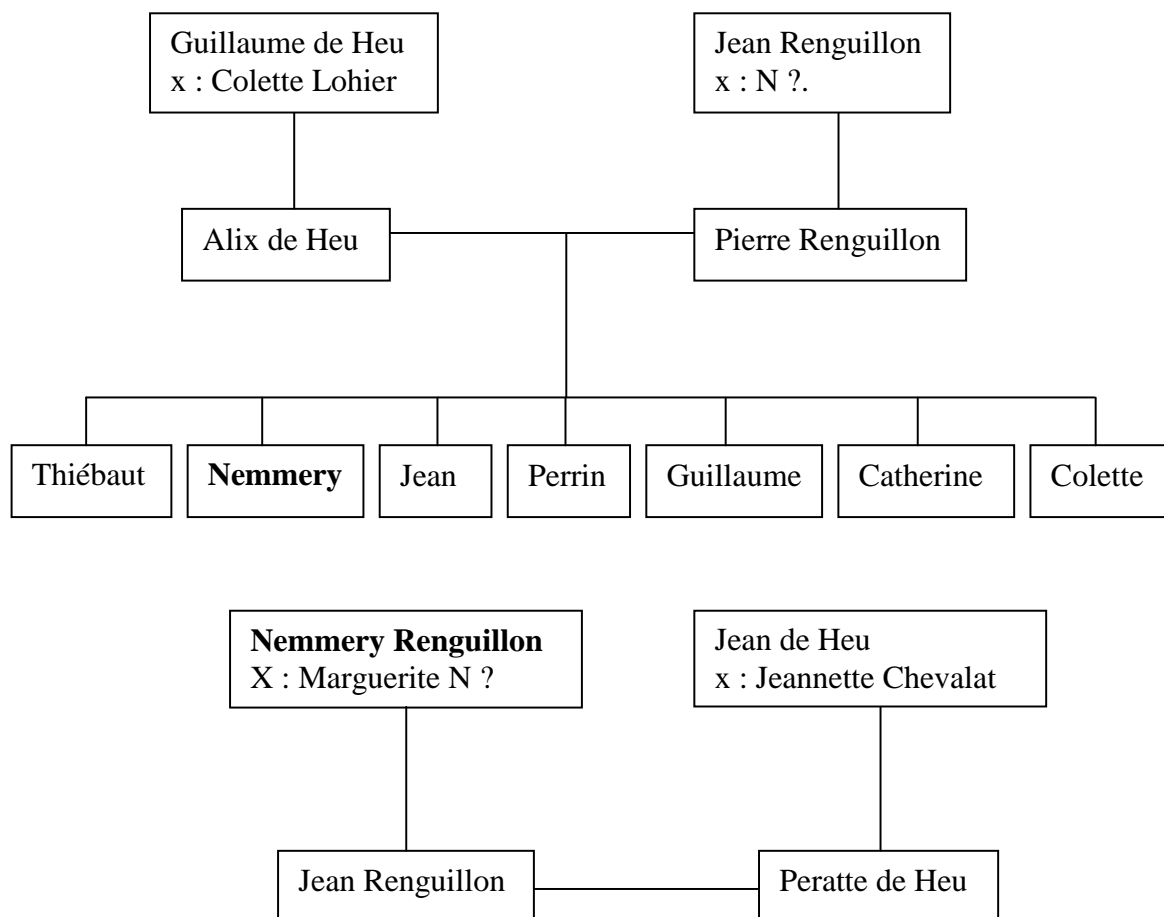 Guillaume de Heu
x : Colette Lohier
Jean Renguillon
x : N ?.
Alix de Heu
Pierre Renguillon
Thiébaut
Nemmery
Jean
Perrin
Guillaume
Catherine
Colette
Nemmery Renguillon
X : Marguerite N ?
Jean de Heu
x : Jeannette Chevalat
Jean Renguillon
Peratte de Heu